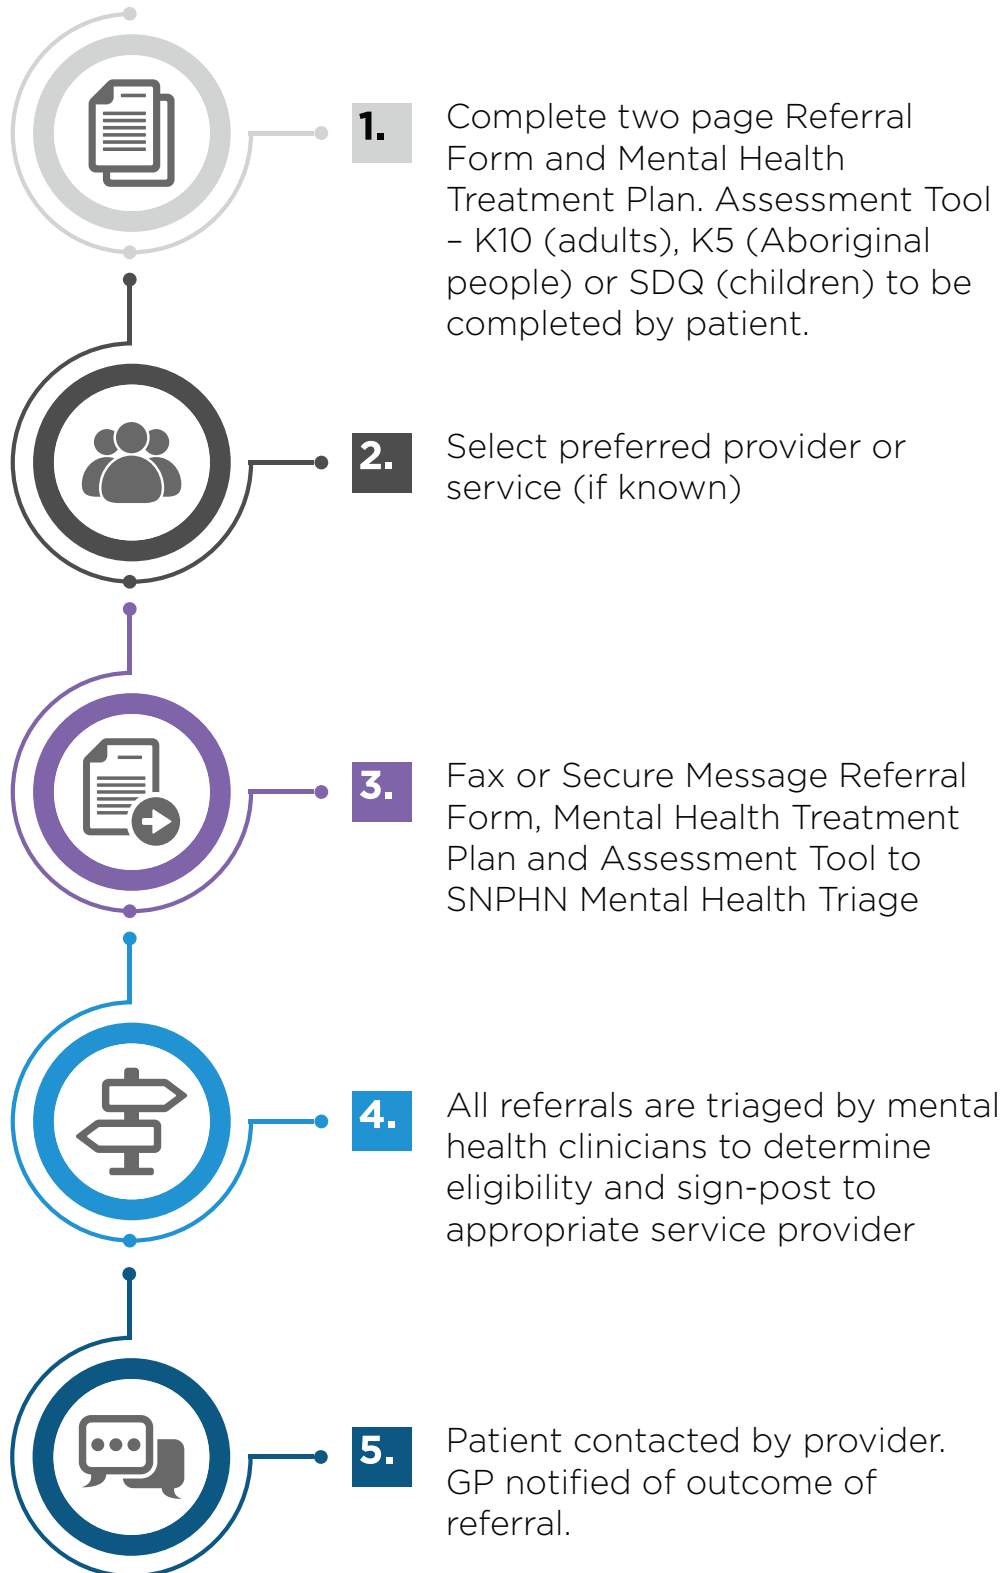 1.
Complete two page Referral
Form and Mental Health
Treatment Plan. Assessment Tool
– K10 (adults), K5 (Aboriginal
people) or SDQ (children) to be
completed by patient.
2.
Select preferred provider or
service (if known)
3.
Fax or Secure Message Referral
Form, Mental Health Treatment
Plan and Assessment Tool to
SNPHN Mental Health Triage
4.
All referrals are triaged by mental
health clinicians to determine
eligibility and sign-post to
appropriate service provider
5.
Patient contacted by provider.
GP notified of outcome of
referral.